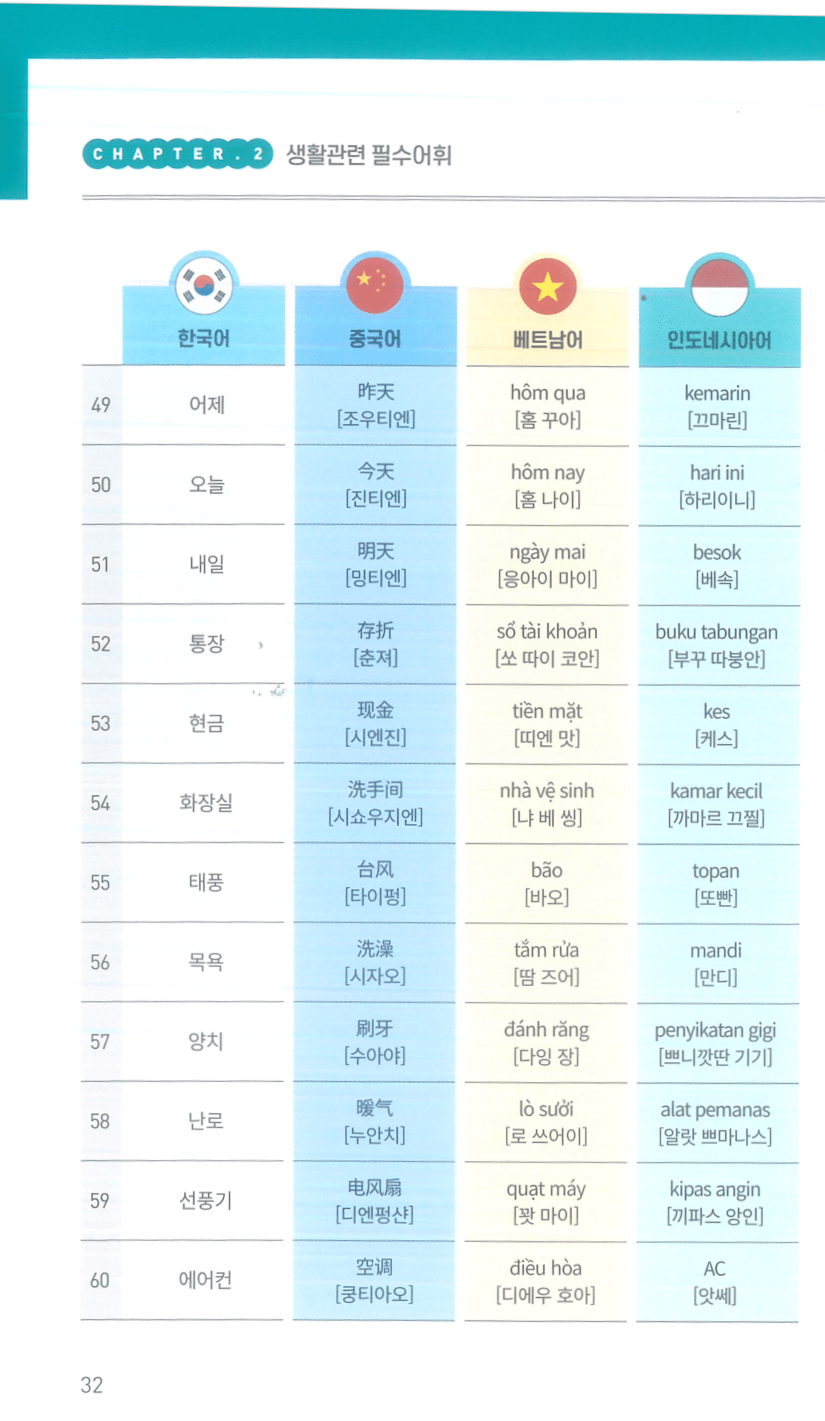 CHAPTER.2 생활관련 필수어휘
한국어 중국어 베트남어 인도네시아어
49 어제 昨天 [조우티엔] hôm qua [홈 꾸아] kemarin [끄마린]
50 오늘 今天 [진티엔] hôm nay [홈 나이] hari ini [하리이니]
51 내일 明天 [밍티엔] ngày mai [응아이 마이] besok [베속]
52 통장 存折 [춘져] sổ tài khoản [쏘 따이 코안] buku tabungan [부꾸 따붕안]
53 현금 现金 [시엔진] tiền mặt [띠엔 맛] kes [케스]
54 화장실 洗手间 [시쇼우지엔] nhà vệ sinh [냐 베 씽] kamar kecil [까마르 끄찔]
55 태풍 台风 [타이펑] bão [바오] topan [또빤]
56 목욕 洗澡 [시자오] tắm rửa [땀 즈어] mandi [만디]
57 양치 刷牙 [수아야] đánh răng [다잉 장] penyikatan gigi [쁘니깟딴 기기]
58 난로 暖气 [누안치] lò sưởi [로 쓰어이] alat pemanas [알랏 쁘마나스]
59 선풍기 电风扇 [디엔펑샨] quạt máy [꽛 마이] kipas angin [끼파스 앙인]
60 에어컨 空调 [쿵티아오] điều hòa [디에우 호아] AC [앗쎄]
32